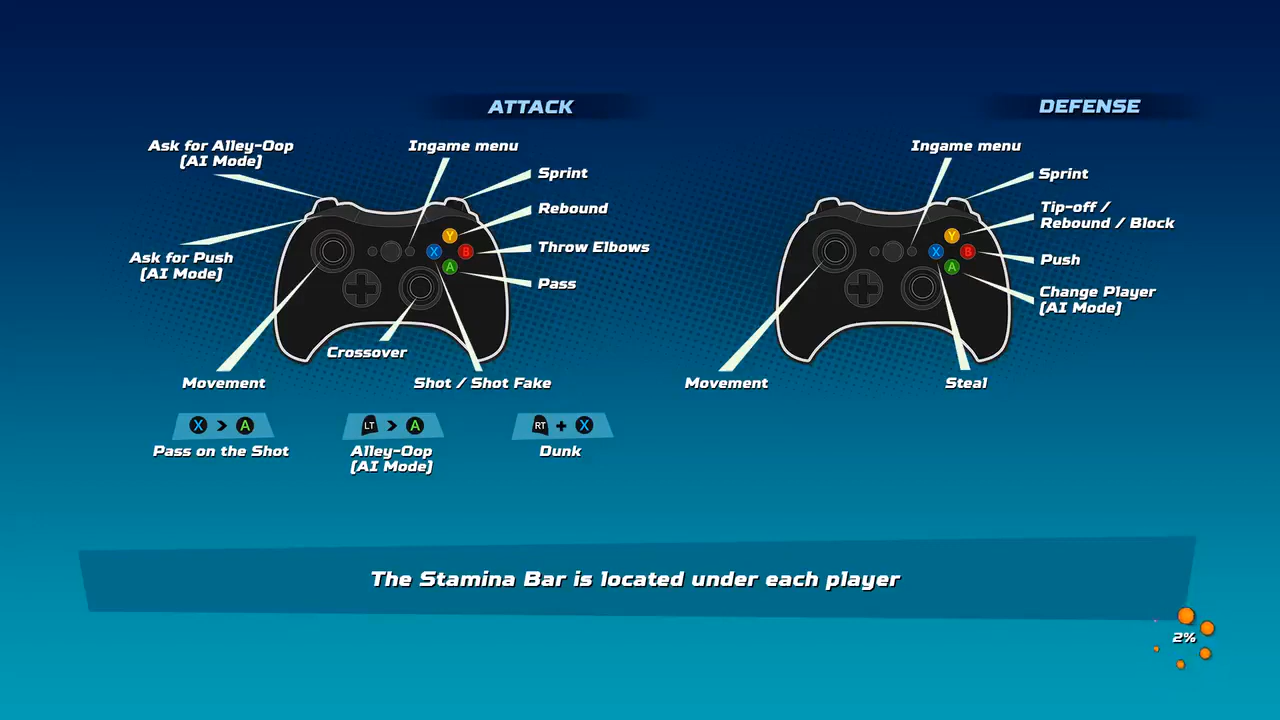 ATTACK
Ask for Alley-Oop
[AI Mode]
Ingame menu
Sprint
Rebound
Throw Elbows
Pass
Ask for Push
[AI Mode]
Y
X
B
A
Crossover
Movement
Shot / Shot Fake
X > A
Pass on the Shot
LT > A
Alley-Oop
[AI Mode]
RT + X
Dunk
DEFENSE
Ingame menu
Sprint
Tip-off /
Rebound / Block
Push
Change Player
[AI Mode]
Y
X
B
A
Movement
Steal
The Stamina Bar is located under each player
2%